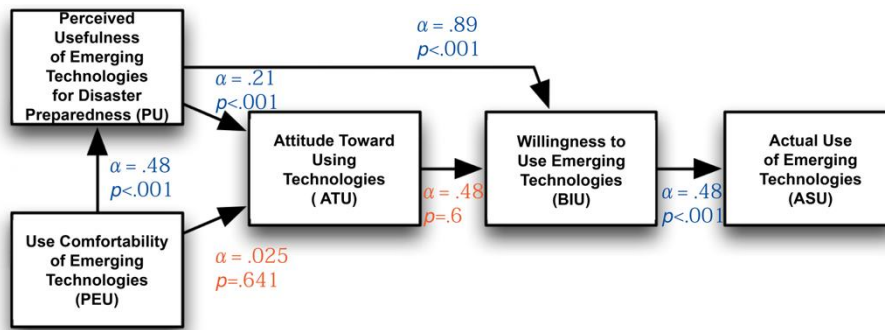 Perceived
Usefulness
of Emerging
Technologies
for Disaster
Preparedness (PU)
α = .89
p<.001
α = .21
p<.001
α = .48
p<.001
Attitude Toward
Using
Technologies
( ATU)
Willingness to
Use Emerging
Technologies
(BIU)
Actual Use
of Emerging
Technologies
(ASU)
α = .48
p=.6
α = .48
p<.001
Use Comfortability
of Emerging
Technologies
(PEU)
α = .025
p=.641